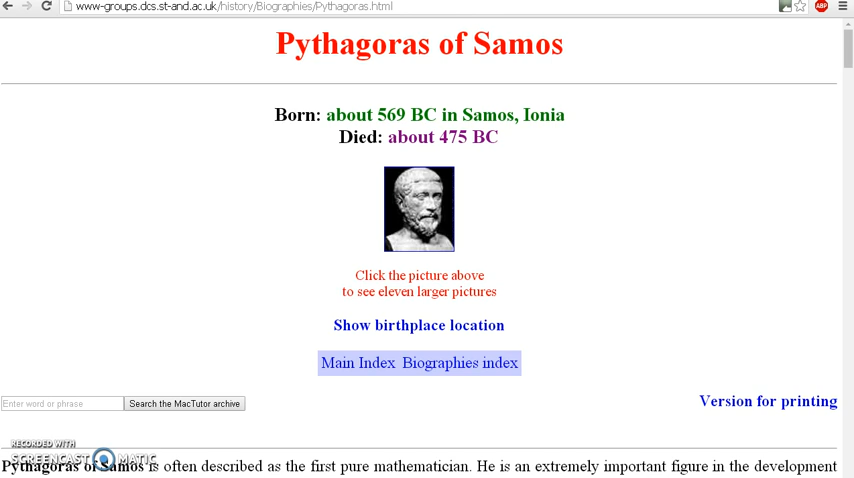 www-groups.dcs.st-and.ac.uk/history/Biographies/Pythagoras.html
ABP
Pythagoras of Samos
Born: about 569 BC in Samos, Ionia
Died: about 475 BC
Click the picture above
to see eleven larger pictures
Show birthplace location
Main Index Biographies index
Enter word or phrase Search the MacTutor archive
Version for printing
RECORDED WITH
SCREENCAST MATIC
Pythagoras of Samos is often described as the first pure mathematician. He is an extremely important figure in the development